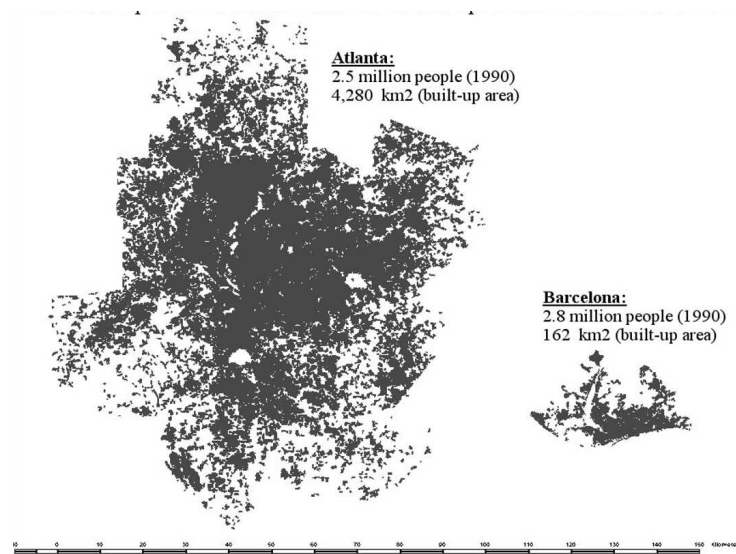 Atlanta:
2.5 million people (1990)
4,280 km2 (built-up area)
Barcelona:
2.8 million people (1990)
162 km2 (built-up area)
0 10 20 30 40 50 60 70 80 90 100 110 120 130 140 150